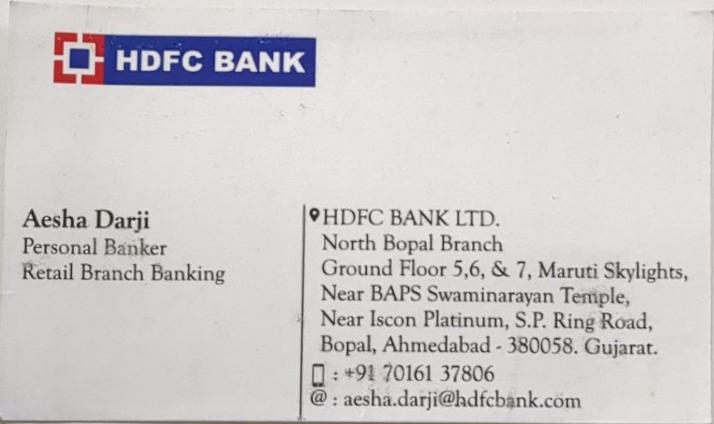 HDFC BANK
Aesha Darji
Personal Banker
Retail Branch Banking
HDFC BANK LTD.
North Bopal Branch
Ground Floor 5,6, & 7, Maruti Skylights,
Near BAPS Swaminarayan Temple,
Near Iscon Platinum, S.P. Ring Road,
Bopal, Ahmedabad - 380058. Gujarat.
: +91 70161 37806
@ : aesha.darji@hdfcbank.com